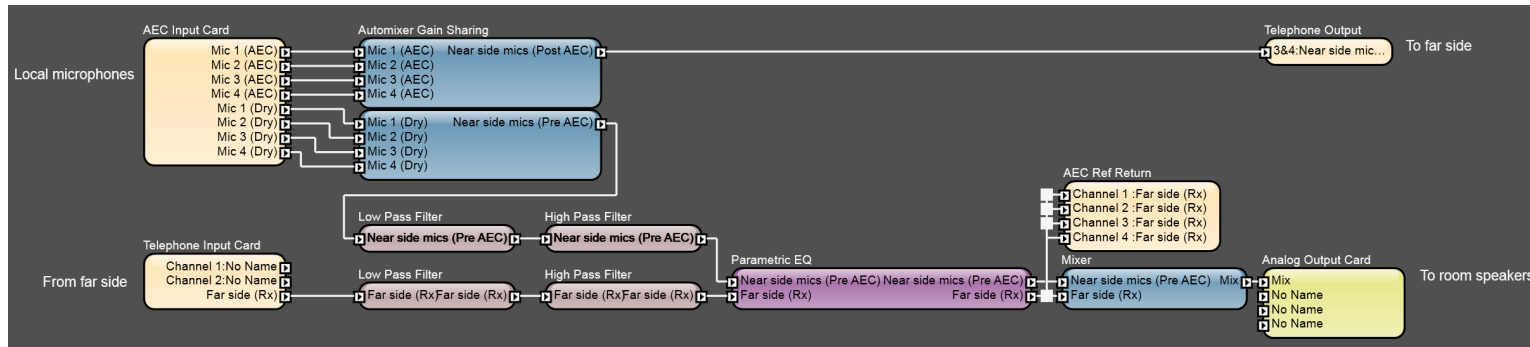 AEC Input Card
Mic 1 (AEC)
Mic 2 (AEC)
Mic 3 (AEC)
Mic 4 (AEC)
Mic 1 (Dry)
Mic 2 (Dry)
Mic 3 (Dry)
Mic 4 (Dry)
Local microphones
Automixer Gain Sharing
Mic 1 (AEC) Near side mics (Post AEC)
Mic 2 (AEC)
Mic 3 (AEC)
Mic 4 (AEC)
Mic 1 (Dry) Near side mics (Pre AEC)
Mic 2 (Dry)
Mic 3 (Dry)
Mic 4 (Dry)
Telephone Output
3&4:Near side mic...
To far side
AEC Ref Return
Channel 1 :Far side (Rx)
Channel 2 :Far side (Rx)
Channel 3 :Far side (Rx)
Channel 4 :Far side (Rx)
Low Pass Filter
Near side mics (Pre AEC)
High Pass Filter
Near side mics (Pre AEC)
Telephone Input Card
Channel 1:No Name
Channel 2:No Name
Far side (Rx)
From far side
Low Pass Filter
Far side (Rx Far side (Rx)
High Pass Filter
Far side (Rx Far side (Rx)
Parametric EQ
Near side mics (Pre AEC) Near side mics (Pre AEC)
Far side (Rx) Far side (Rx)
Mixer
Near side mics (Pre AEC) Mix
Far side (Rx)
Analog Output Card
Mix
No Name
No Name
No Name
To room speakers